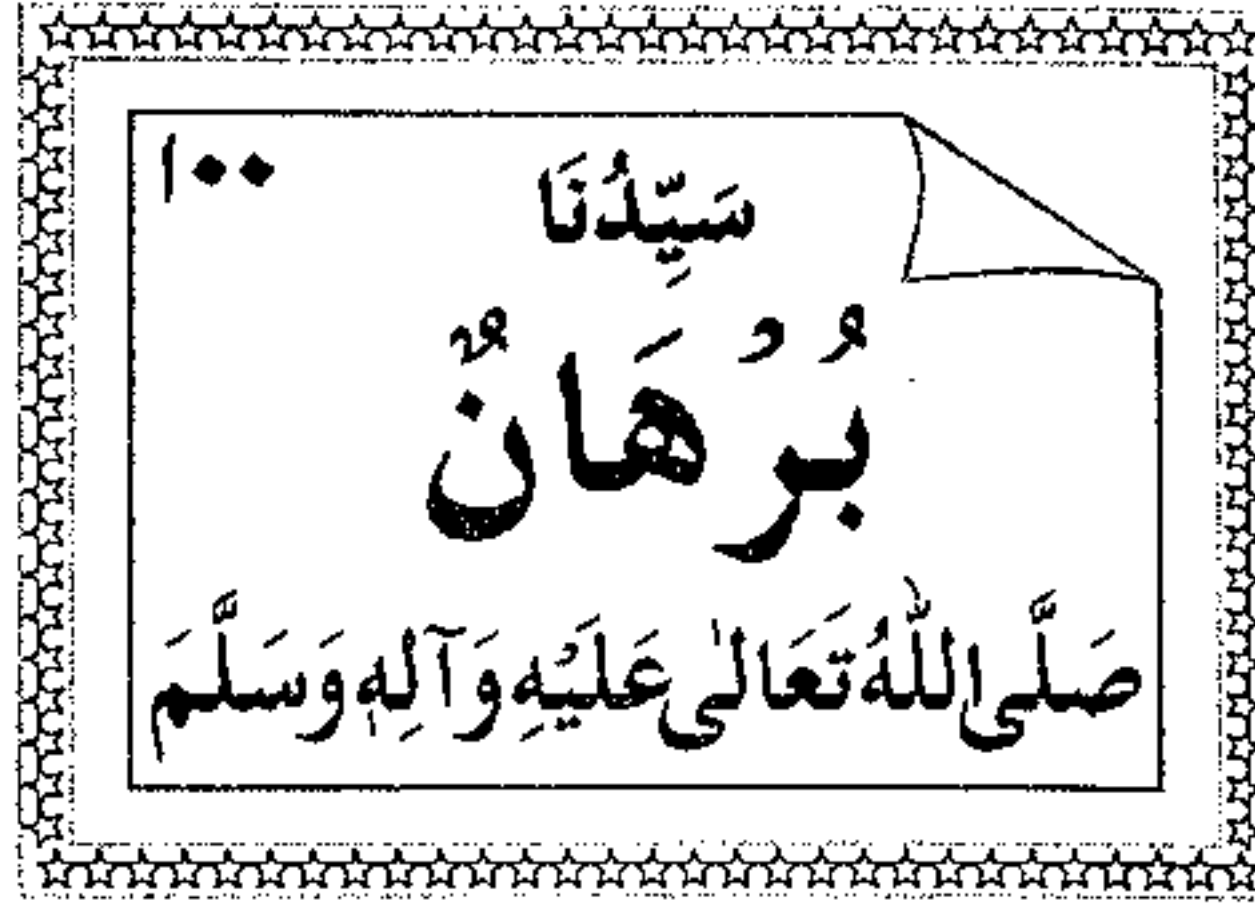 ١٠٠
سَيِّدُنَا
بُرْهَانٌ
صَلَّى اللّٰهُ تَعَالٰى عَلَيْهِ وَآلِهٖ وَسَلَّمَ